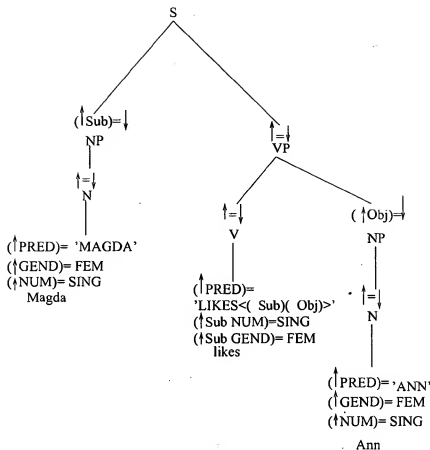 S
(↑Sub)=↓
NP
↑=↓
VP
↑=↓
N
↑=↓
V
(↑Obj)=↓
NP
(↑PRED)= 'MAGDA'
(↑GEND)= FEM
(↑NUM)= SING
Magda
(↑PRED)=
'LIKES<( Sub)( Obj)>'
(↑Sub NUM)=SING
(↑Sub GEND)= FEM
likes
↑=↓
N
(↑PRED)= 'ANN'
(↑GEND)= FEM
(↑NUM)= SING
Ann